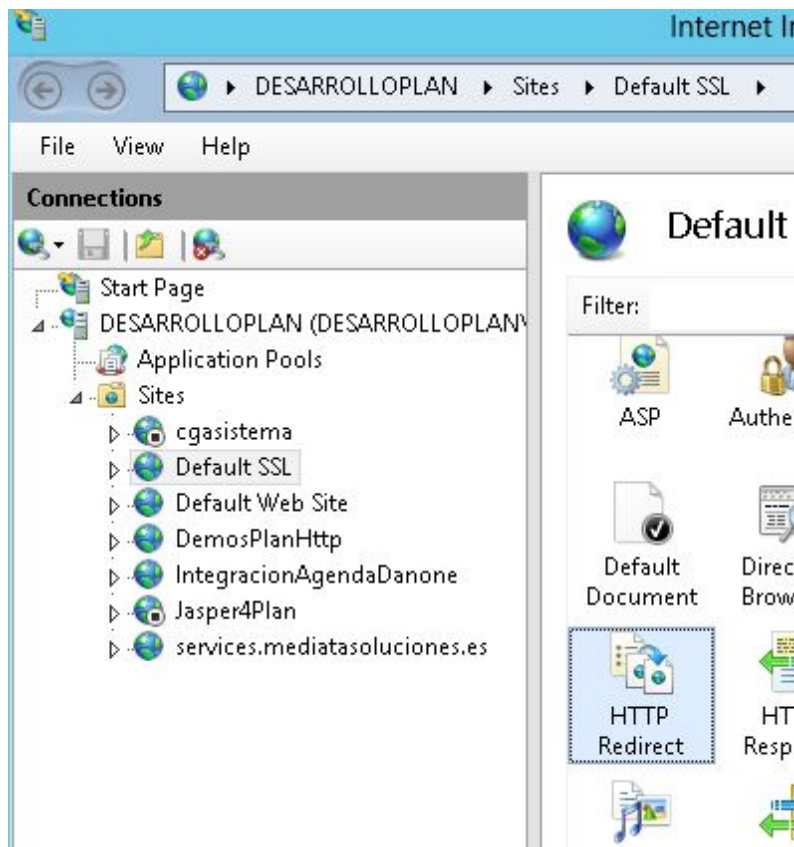 Internet I
DESARROLLOPLAN Sites Default SSL
File View Help
Connections
Default
Start Page
Filter:
DESARROLLOPLAN (DESARROLLOPLAN\
Application Pools
Sites
ASP Authe
cgasistema
Default SSL
Default Web Site
DemosPlanHttp
Default Document
Direc Brow
IntegracionAgendaDanone
Jasper4Plan
services.mediatasoluciones.es
HTTP Redirect
HT Resp